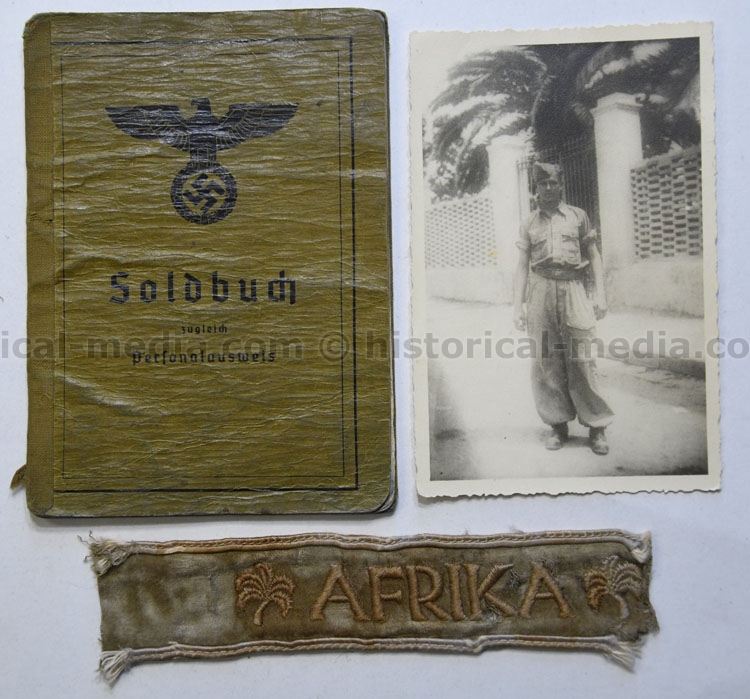 Soldbuch
zugleich
Personalausweis
ical-media.com © historical-media.co
AFRIKA